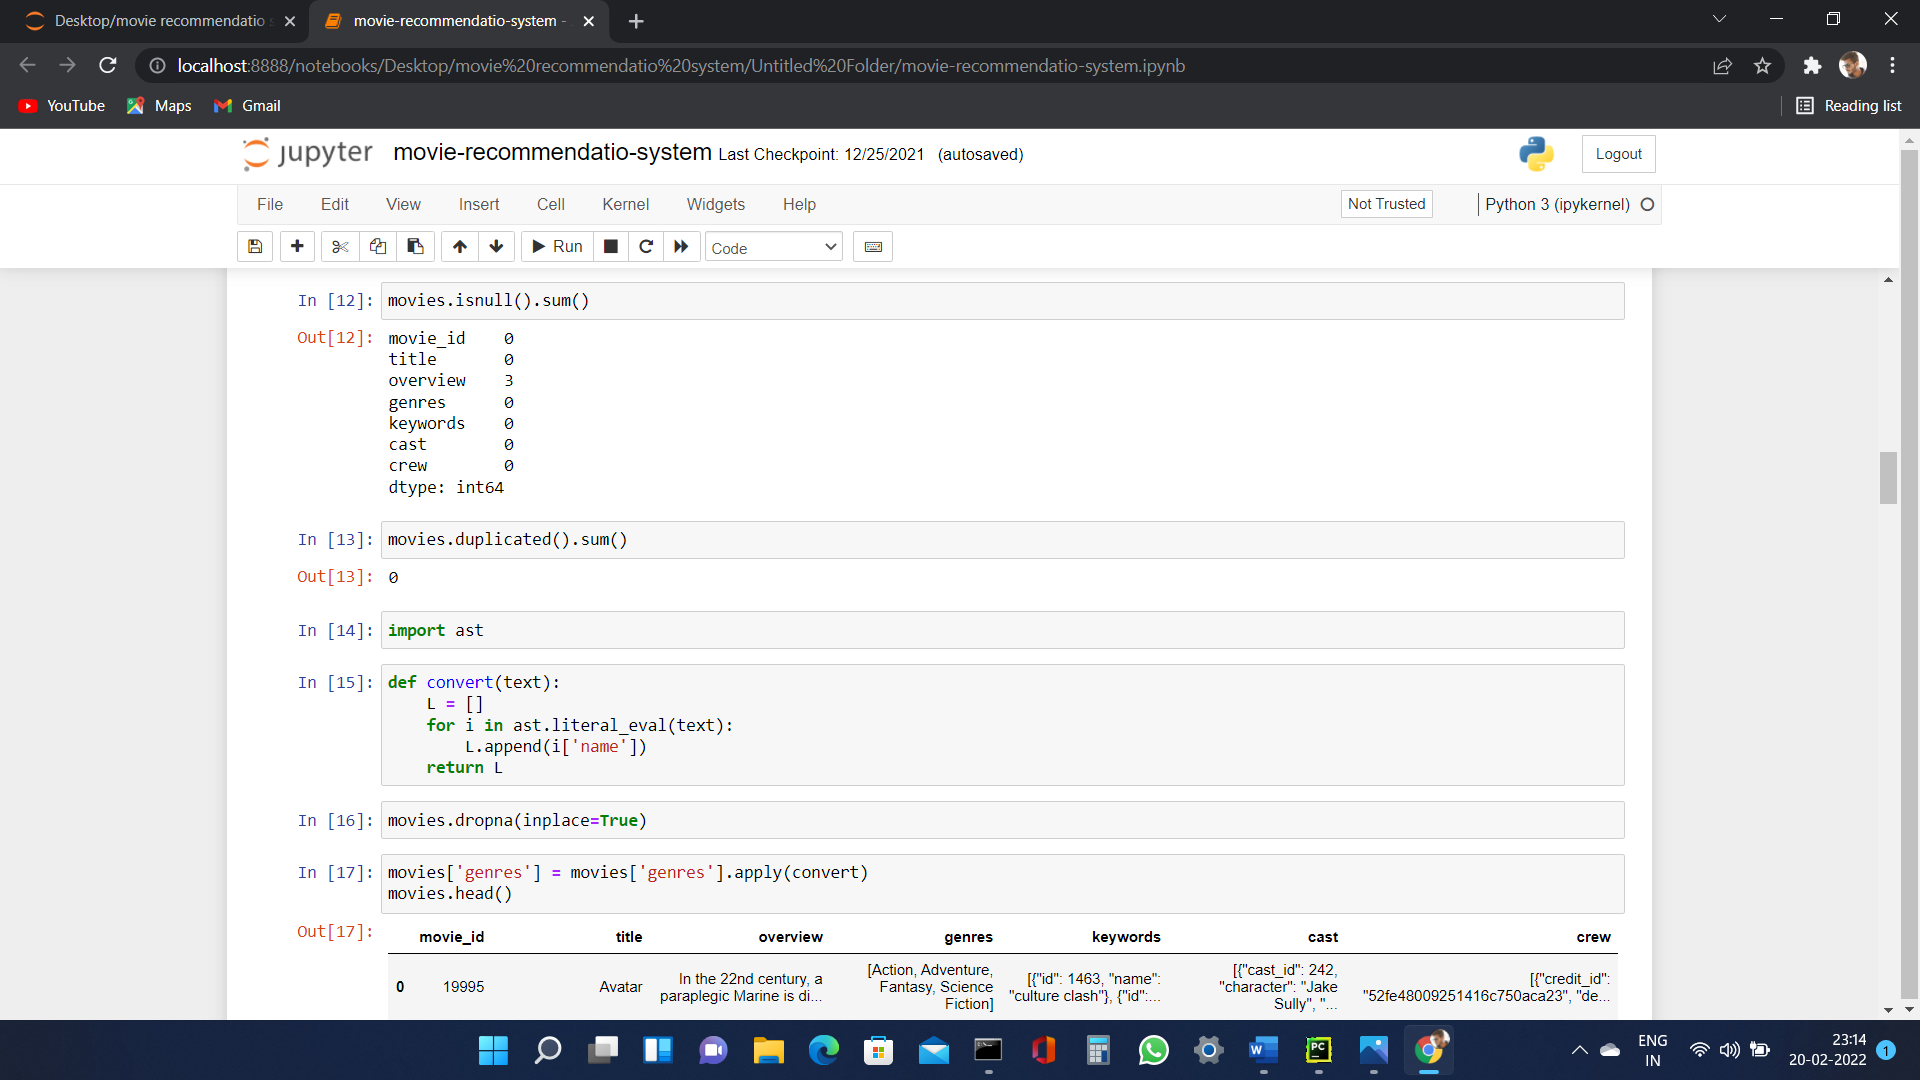 Desktop/movie recommendatio s
movie-recommendatio-system -
localhost:8888/notebooks/Desktop/movie%20recommendatio%20system/Untitled%20Folder/movie-recommendatio-system.ipynb
YouTube Maps Gmail Reading list
jupyter movie-recommendatio-system Last Checkpoint: 12/25/2021 (autosaved) Logout
File Edit View Insert Cell Kernel Widgets Help Not Trusted Python 3 (ipykernel)
Run Code
In [12]: movies.isnull().sum()
Out[12]: movie_id 0
title 0
overview 3
genres 0
keywords 0
cast 0
crew 0
dtype: int64
In [13]: movies.duplicated().sum()
Out[13]: 0
In [14]: import ast
In [15]: def convert(text):
L = []
for i in ast.literal_eval(text):
L.append(i['name'])
return L
In [16]: movies.dropna(inplace=True)
In [17]: movies['genres'] = movies['genres'].apply(convert)
movies.head()
Out[17]:
movie_id title overview genres keywords cast crew
0 19995 Avatar In the 22nd century, a paraplegic Marine is di... [Action, Adventure, Fantasy, Science Fiction] [{"id": 1463, "name": "culture clash"}, {"id":... [{"cast_id": 242, "character": "Jake Sully", "... [{"credit_id": "52fe48009251416c750aca23", "de...
W PC
ENG
IN
23:14
20-02-2022
1